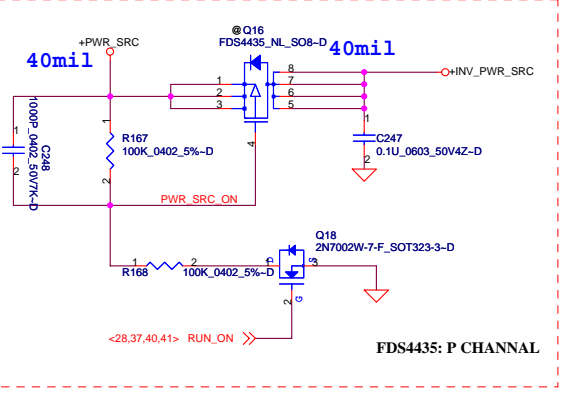 @ Q16
+PWR_SRC
FDS4435_NL_SO8~D
40mil
40mil
1
2
3
4
8
7
6
5
+INV_PWR_SRC
1
2
C248
1000P_0402_50V7K~D
1
R167
100K_0402_5%~D
2
1
C247
0.1U_0603_50V4Z~D
2
PWR_SRC_ON
Q18
2N7002W-7-F_SOT323-3~D
1
2
R168
100K_0402_5%~D
1
D
S
3
2
G
<28,37,40,41> RUN_ON
FDS4435: P CHANNEL